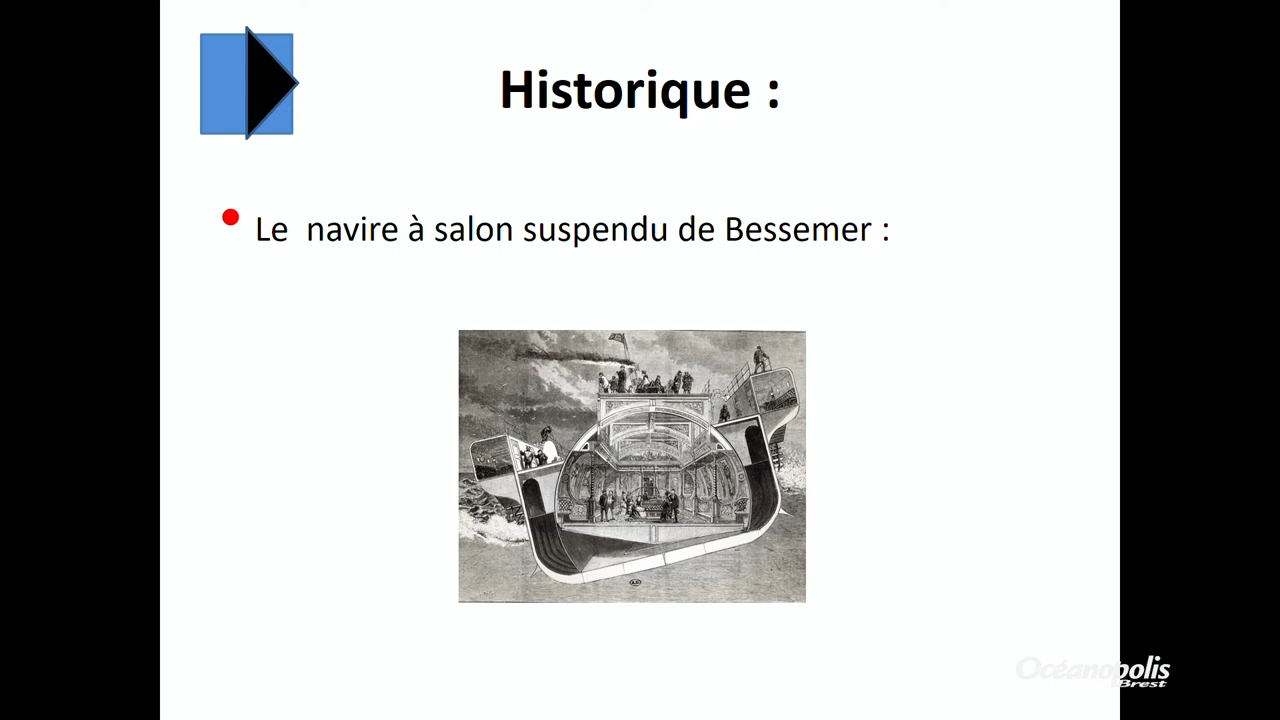 Historique :
Le navire à salon suspendu de Bessemer :
Océanopolis
Brest